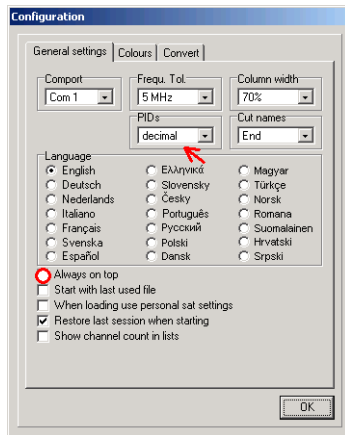 Configuration
General settings Colours Convert
Comport Frequ. Tol. Column width
Com 1 5 MHz 70%
PIDs Cut names
decimal End
Language
English Ελληνικά Magyar
Deutsch Slovensky Türkçe
Nederlands Česky Norsk
Italiano Português Romana
Français Русский Suomalainen
Svenska Polski Hrvatski
Español Dansk Srpski
Always on top
Start with last used file
When loading use personal sat settings
Restore last session when starting
Show channel count in lists
OK